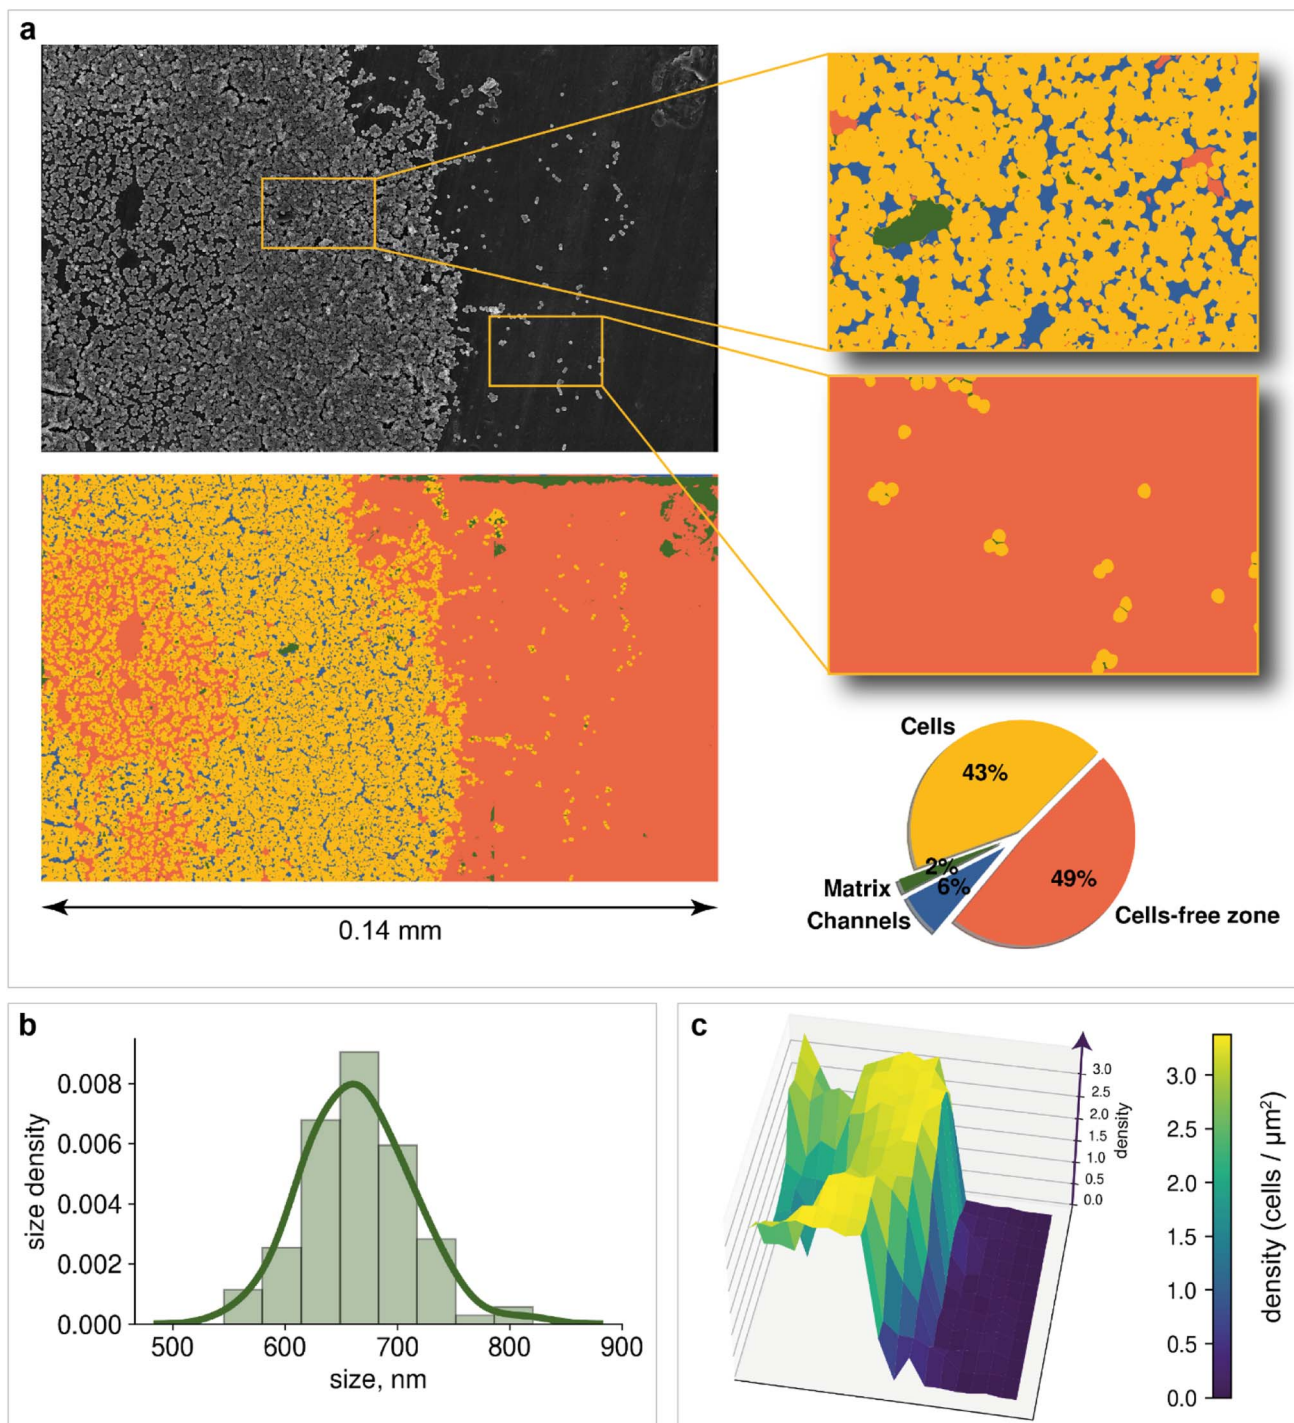 a
0.14 mm
Cells
43%
2%
6%
49%
Matrix
Channels
Cells-free zone
b
size density
0.008
0.006
0.004
0.002
0.000
500 600 700 800 900
size, nm
c
3.0
2.5
2.0
1.5
1.0
0.5
0.0
density
3.0
2.5
2.0
1.5
1.0
0.5
0.0
density (cells / µm²)